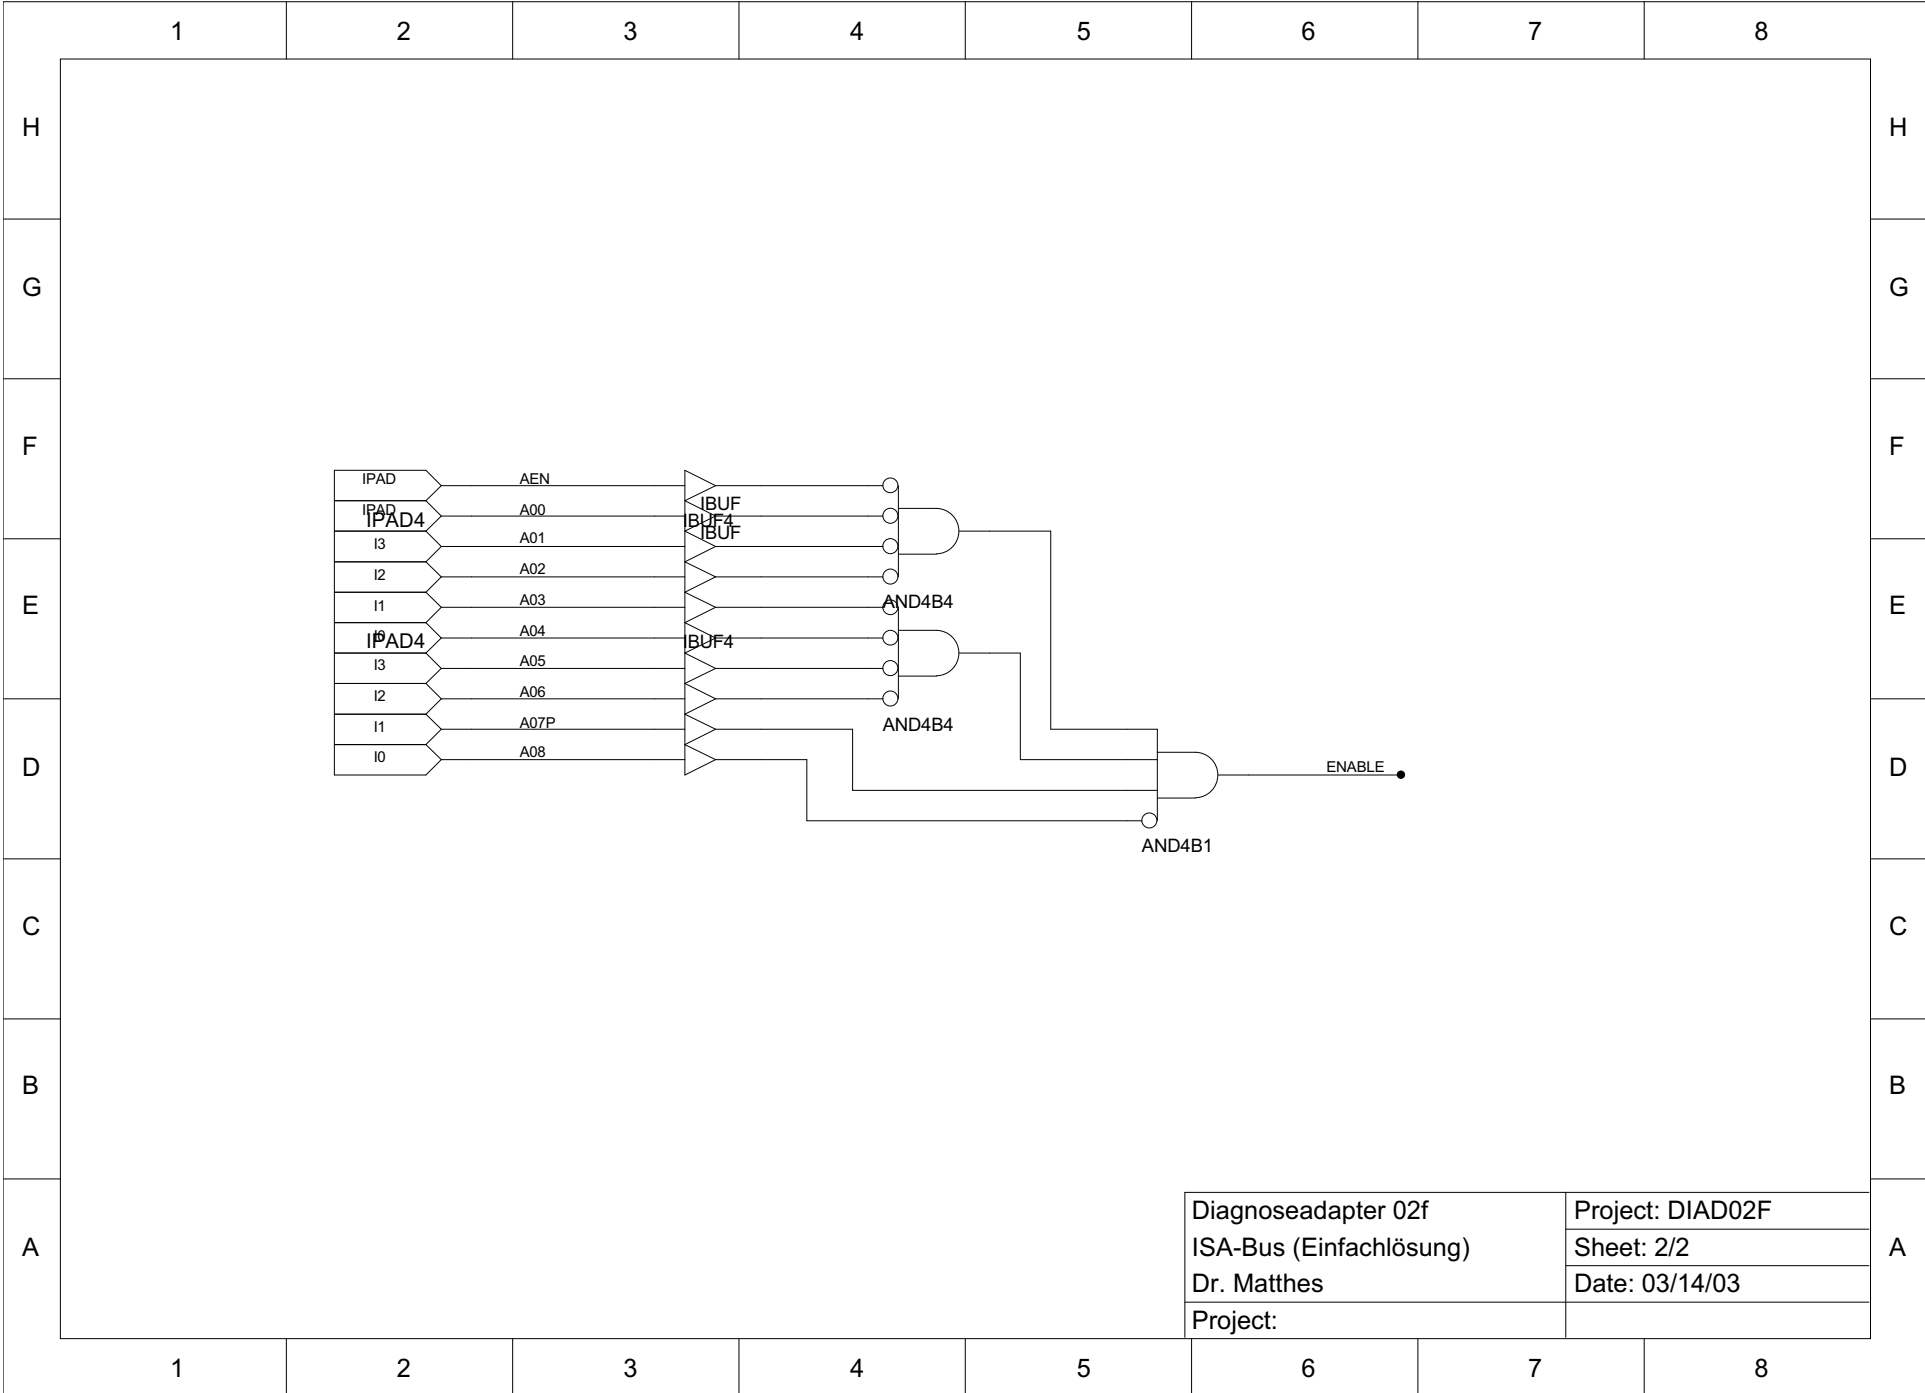 1 2 3 4 5 6 7 8
H H
G G
F F
IPAD AEN
IBUF
IPAD A00
IPAD4 IBUF4
IBUF
I3 A01
E E
I2 A02
I1 A03 AND4B4
I0 A04
IPAD4 IBUF4
I3 A05
I2 A06
I1 A07P AND4B4
I0 A08
D ENABLE D
AND4B1
C C
B B
A A
Diagnoseadapter 02f Project: DIAD02F
ISA-Bus (Einfachlösung) Sheet: 2/2
Dr. Matthes Date: 03/14/03
Project:
1 2 3 4 5 6 7 8